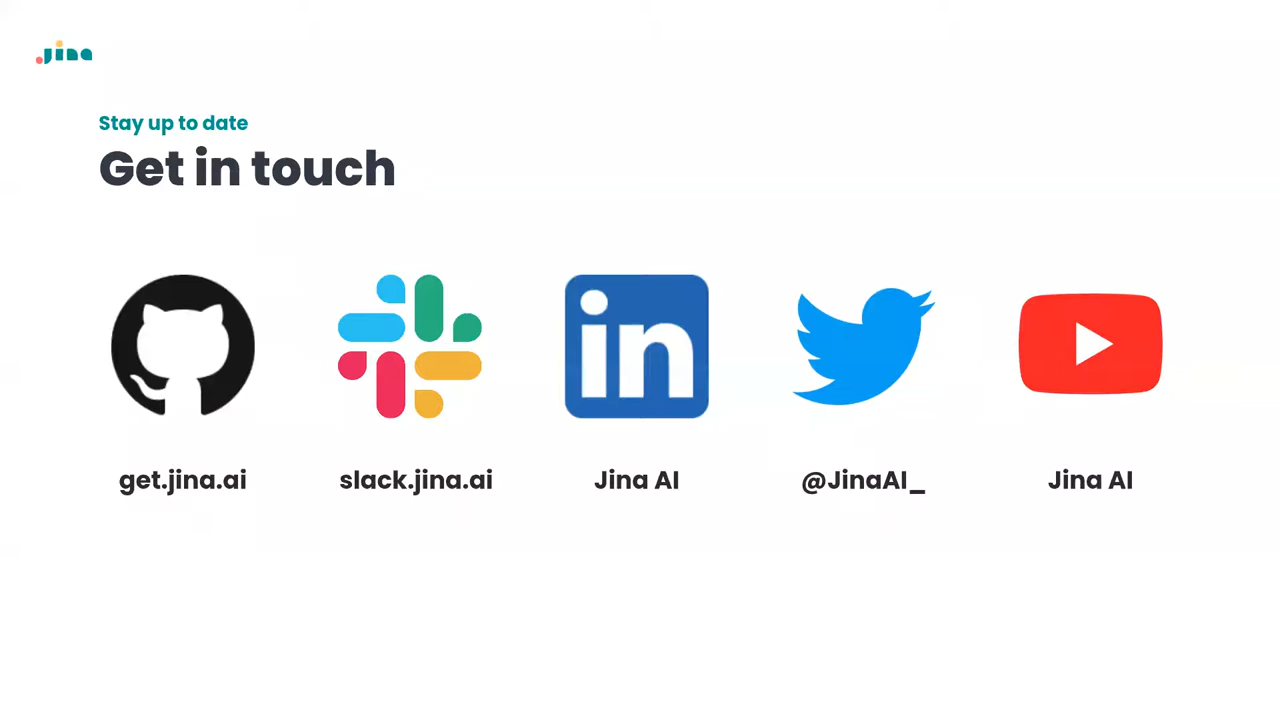 Jina
Stay up to date
Get in touch
in
get.jina.ai
slack.jina.ai
Jina AI
@JinaAI_
Jina AI